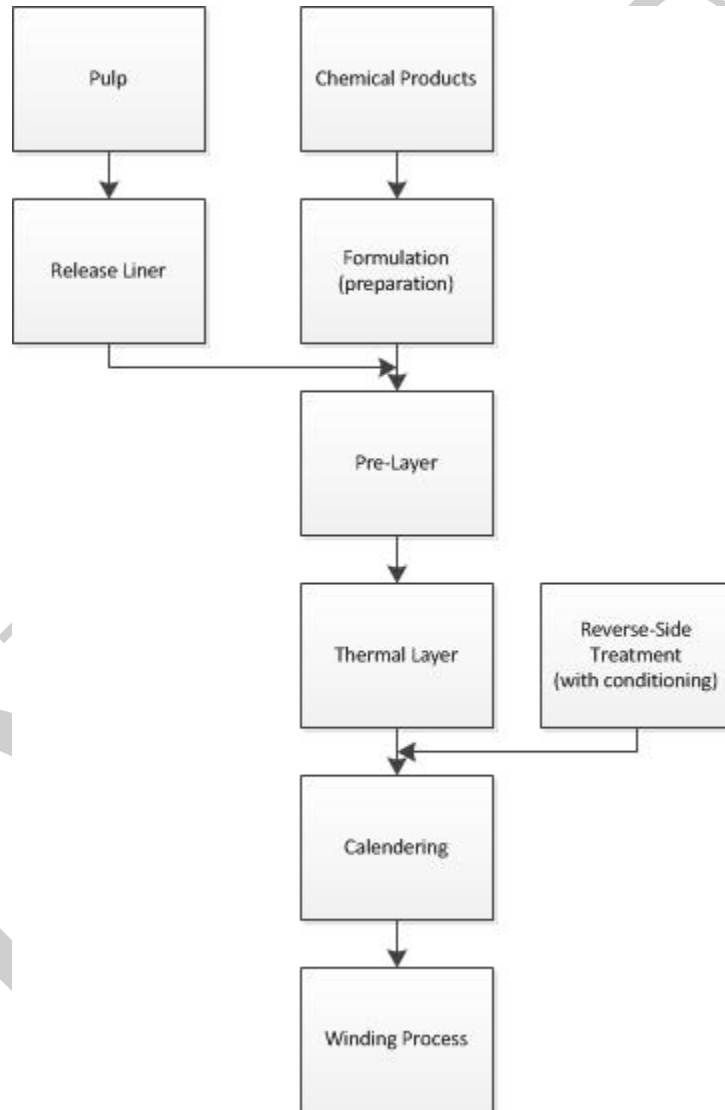 Pulp
Chemical Products
Release Liner
Formulation
(preparation)
Pre-Layer
Thermal Layer
Reverse-Side
Treatment
(with conditioning)
Calendering
Winding Process